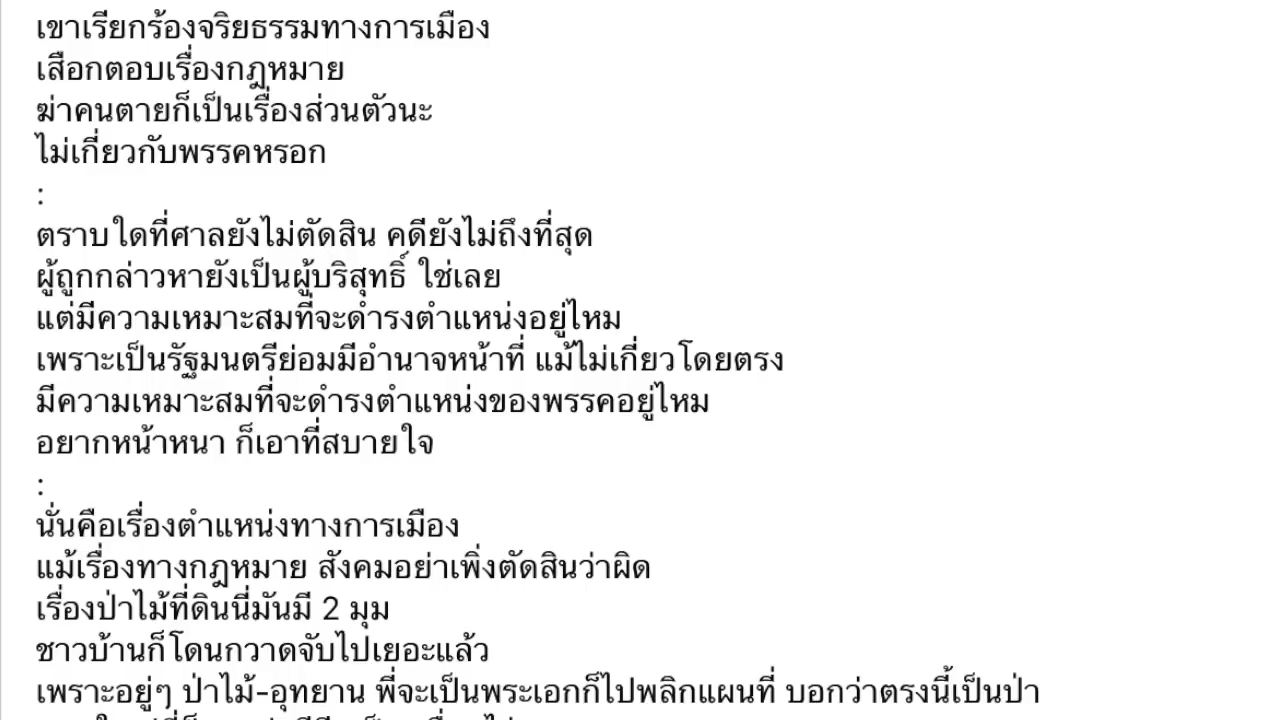 เขาเรียกร้องจริยธรรมทางการเมือง
เสือกตอบเรื่องกฎหมาย
ฆ่าคนตายก็เป็นเรื่องส่วนตัวนะ
ไม่เกี่ยวกับพรรคหรอก
:
ตราบใดที่ศาลยังไม่ตัดสิน คดียังไม่ถึงที่สุด
ผู้ถูกกล่าวหายังเป็นผู้บริสุทธิ์ ใช่เลย
แต่มีความเหมาะสมที่จะดำรงตำแหน่งอยู่ไหม
เพราะเป็นรัฐมนตรีย่อมมีอำนาจหน้าที่ แม้ไม่เกี่ยวโดยตรง
มีความเหมาะสมที่จะดำรงตำแหน่งของพรรคอยู่ไหม
อยากหน้าหนา ก็เอาที่สบายใจ
:
นั่นคือเรื่องตำแหน่งทางการเมือง
แม้เรื่องทางกฎหมาย สังคมอย่าเพิ่งตัดสินว่าผิด
เรื่องป่าไม้ที่ดินนี่มันมี 2 มุม
ชาวบ้านก็โดนกวาดจับไปเยอะแล้ว
เพราะอยู่ๆ ป่าไม้-อุทยาน พี่จะเป็นพระเอกก็ไปพลิกแผนที่ บอกว่าตรงนี้เป็นป่า